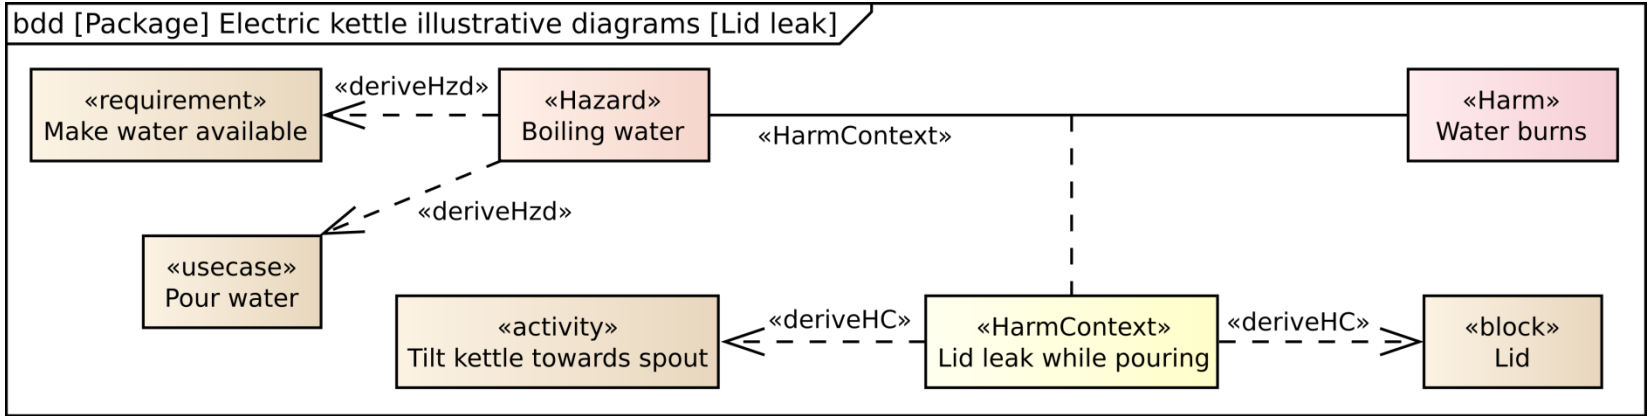 bdd [Package] Electric kettle illustrative diagrams [Lid leak]
«requirement»
Make water available
«deriveHzd»
«Hazard»
Boiling water
«HarmContext»
«Harm»
Water burns
«deriveHzd»
«usecase»
Pour water
«activity»
Tilt kettle towards spout
«deriveHC»
«HarmContext»
Lid leak while pouring
«deriveHC»
«block»
Lid